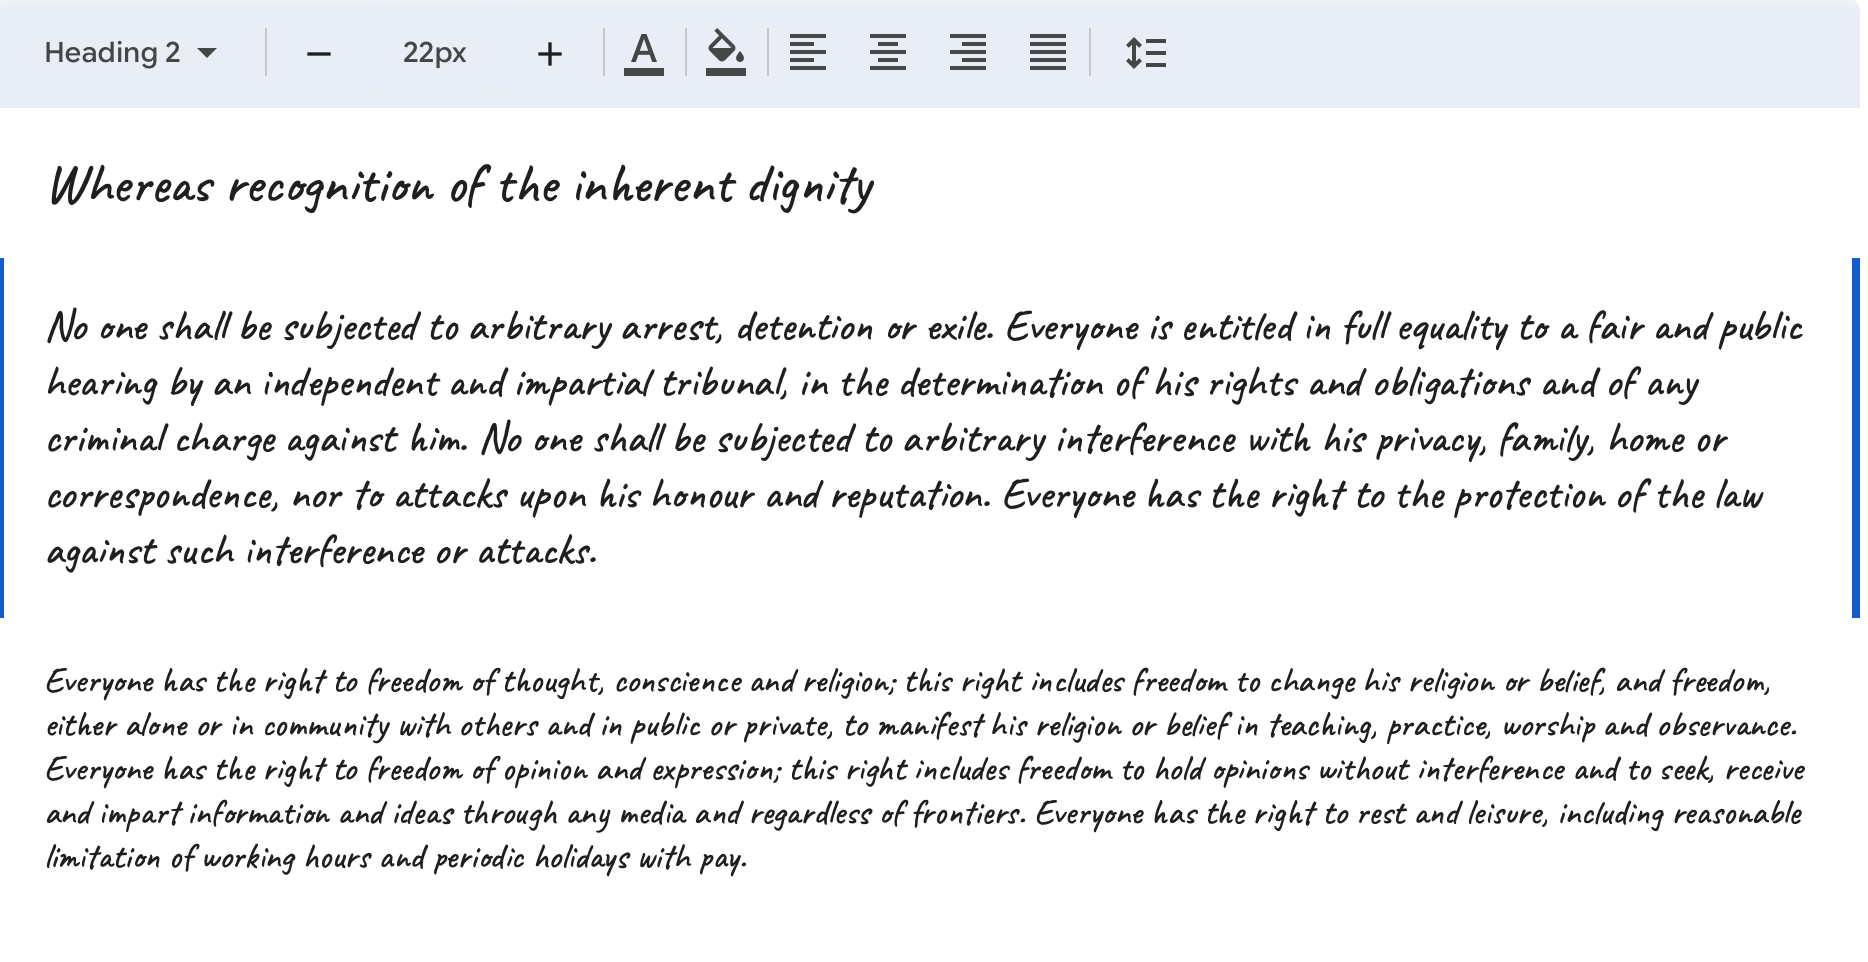 Heading 2
22px
A
Whereas recognition of the inherent dignity
No one shall be subjected to arbitrary arrest, detention or exile. Everyone is entitled in full equality to a fair and public
hearing by an independent and impartial tribunal, in the determination of his rights and obligations and of any
criminal charge against him. No one shall be subjected to arbitrary interference with his privacy, family, home or
correspondence, nor to attacks upon his honour and reputation. Everyone has the right to the protection of the law
against such interference or attacks.
Everyone has the right to freedom of thought, conscience and religion; this right includes freedom to change his religion or belief, and freedom,
either alone or in community with others and in public or private, to manifest his religion or belief in teaching, practice, worship and observance.
Everyone has the right to freedom of opinion and expression; this right includes freedom to hold opinions without interference and to seek, receive
and impart information and ideas through any media and regardless of frontiers. Everyone has the right to rest and leisure, including reasonable
limitation of working hours and periodic holidays with pay.